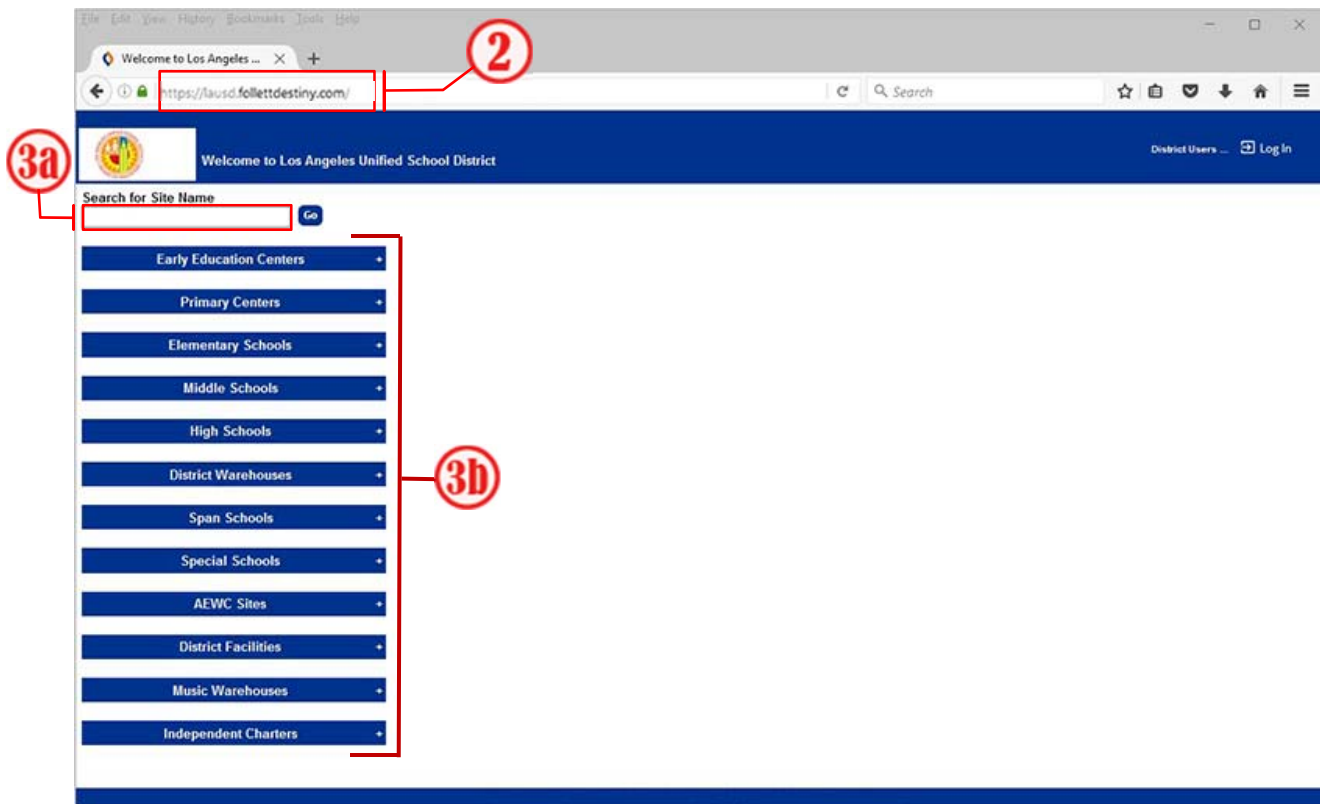 File Edit View History Bookmarks Tools Help
Welcome to Los Angeles ...
2
https://lausd.follettdestiny.com/
Search
3a
Welcome to Los Angeles Unified School District
District Users ... Log In
Search for Site Name
Go
Early Education Centers +
Primary Centers +
Elementary Schools +
Middle Schools +
High Schools +
3b
District Warehouses +
Span Schools +
Special Schools +
AEWC Sites +
District Facilities +
Music Warehouses +
Independent Charters +